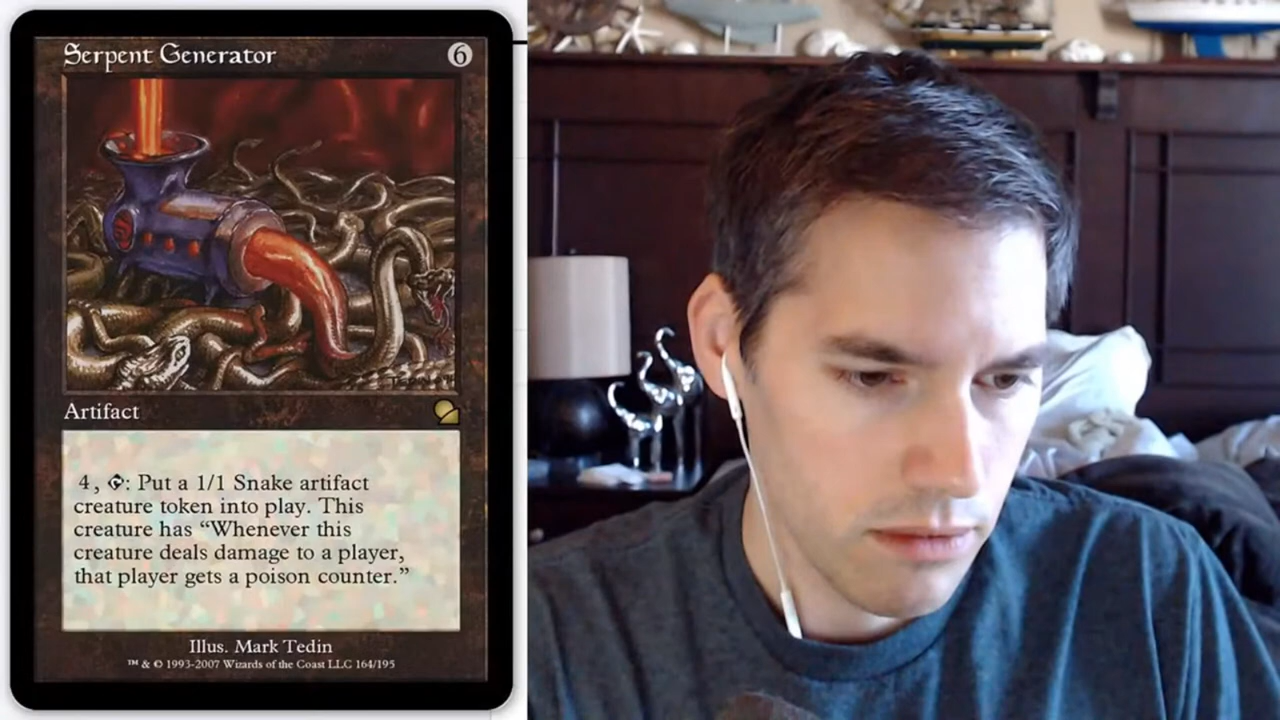 Serpent Generator 6
Artifact
4, T: Put a 1/1 Snake artifact
creature token into play. This
creature has “Whenever this
creature deals damage to a player,
that player gets a poison counter.”
Illus. Mark Tedin
™ & © 1993-2007 Wizards of the Coast LLC 164/195